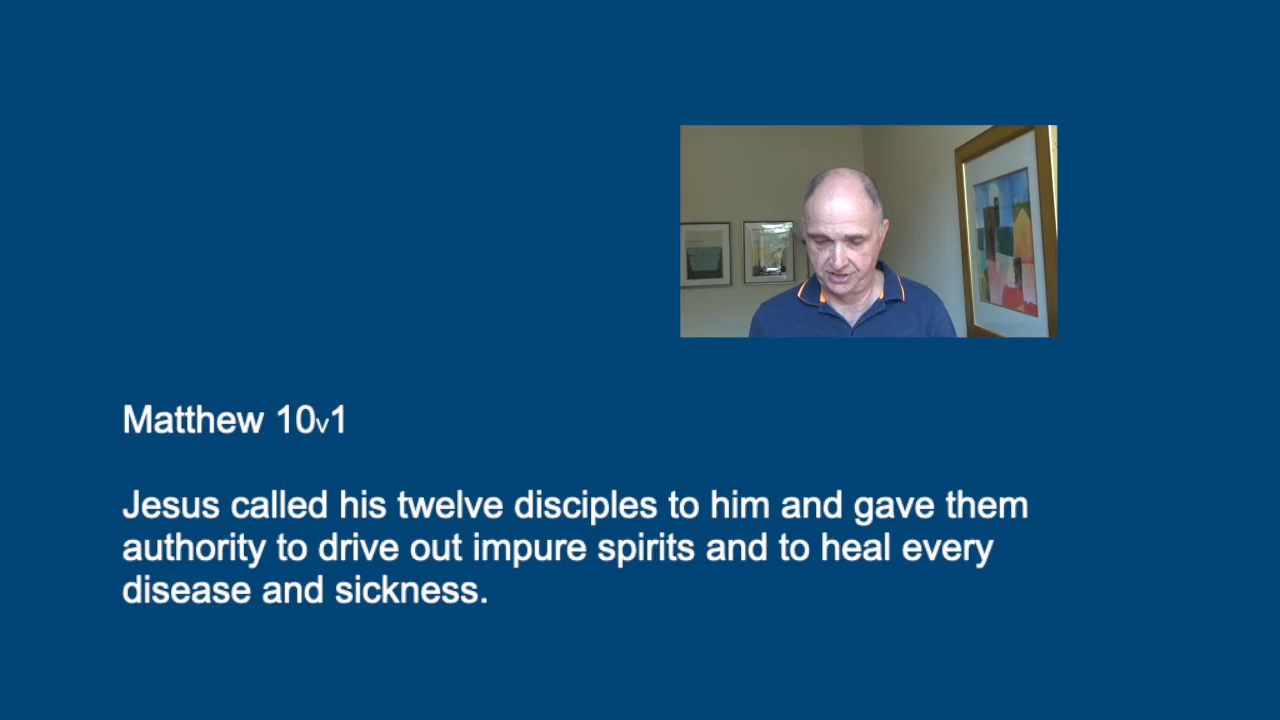 Matthew 10v1
Jesus called his twelve disciples to him and gave them
authority to drive out impure spirits and to heal every
disease and sickness.